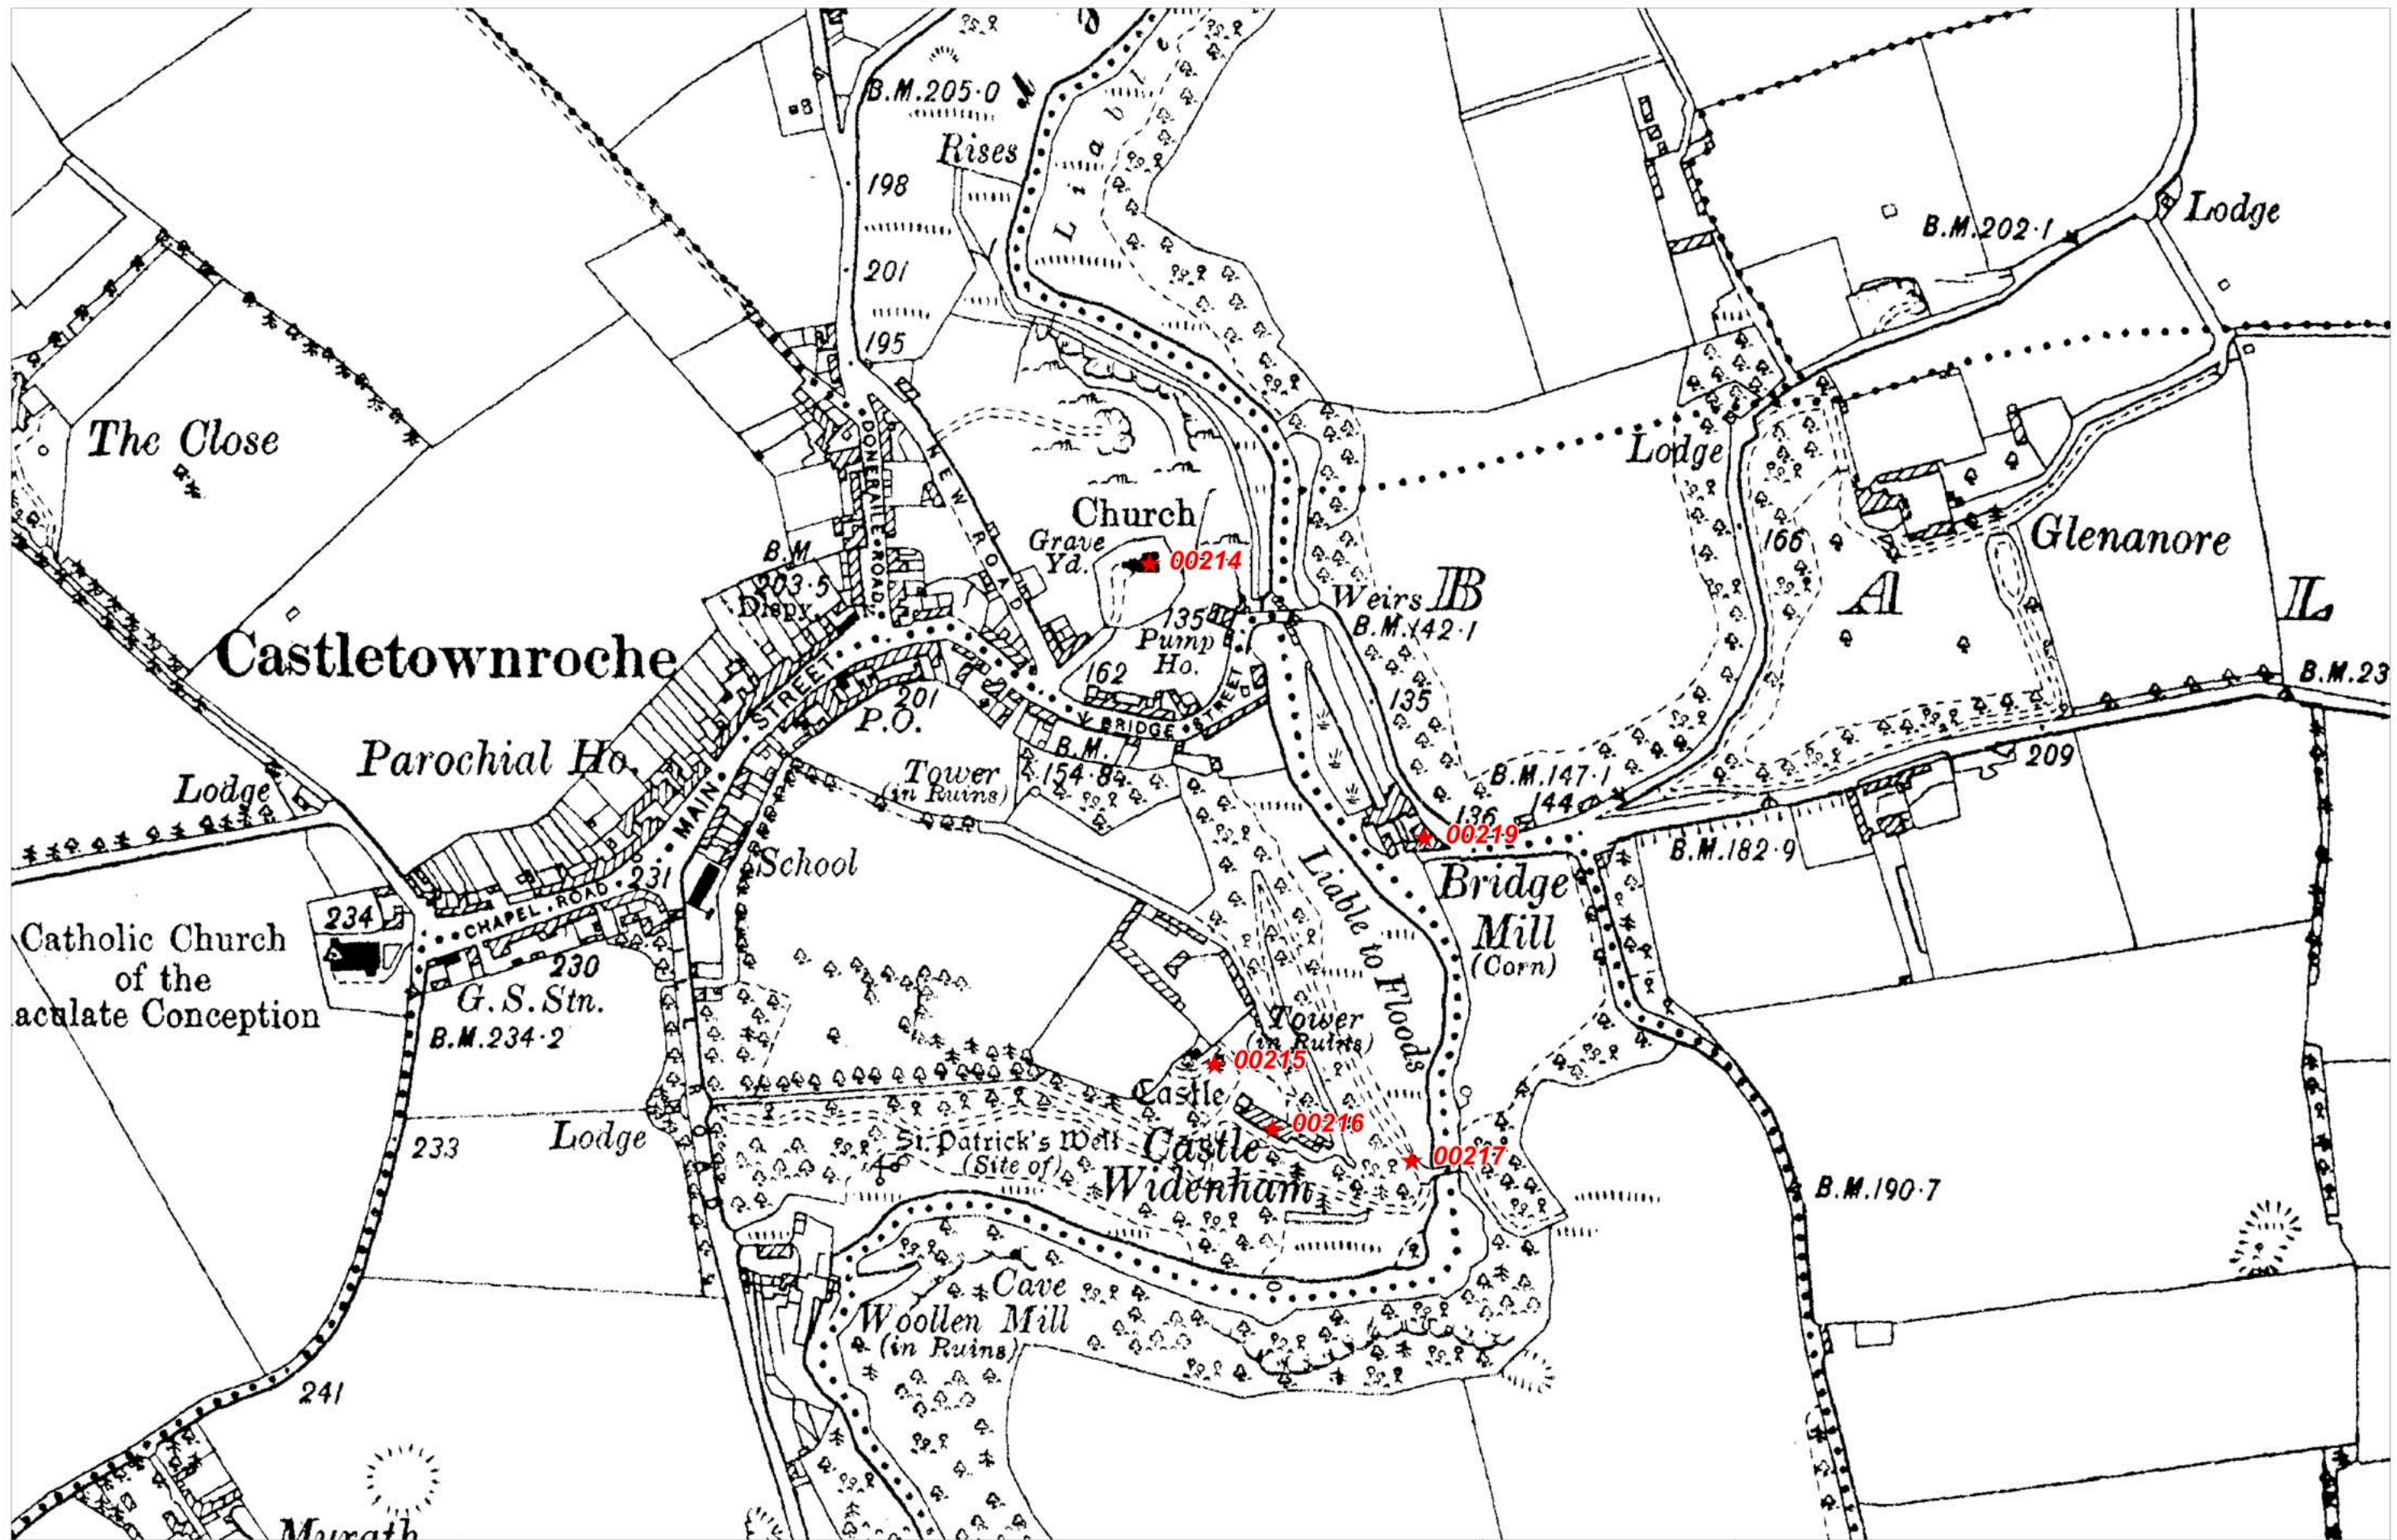 B.M.205·0
Rises
Liable
198
201
195
Lodge
B.M.202·1
The Close
DONERAILE ROAD
NEW ROAD
Lodge
Church
Grave
Yd.
00214
166
Glenanore
B.M.
203·5
Dispy.
135
Pump
Ho.
Weirs
B.M.142·1
B
A
L
Castletownroche
MAIN STREET
201
P.O.
162
BRIDGE STREET
135
B.M.
154·8
B.M.23
209
Parochial Ho.
Lodge
Tower
(in Ruins)
B.M.147·1
144
136
00219
B.M.182·9
School
231
CHAPEL ROAD
234
230
G.S.Stn.
B.M.234·2
Catholic Church
of the
aculate Conception
Bridge
Mill
(Corn)
Liable to Floods
Tower
(in Ruins)
00215
Castle
00216
Castle
Widenham
00217
St. Patrick's Well
(Site of)
233
Lodge
ROAD
B.M.190·7
Cave
Woollen Mill
(in Ruins)
241